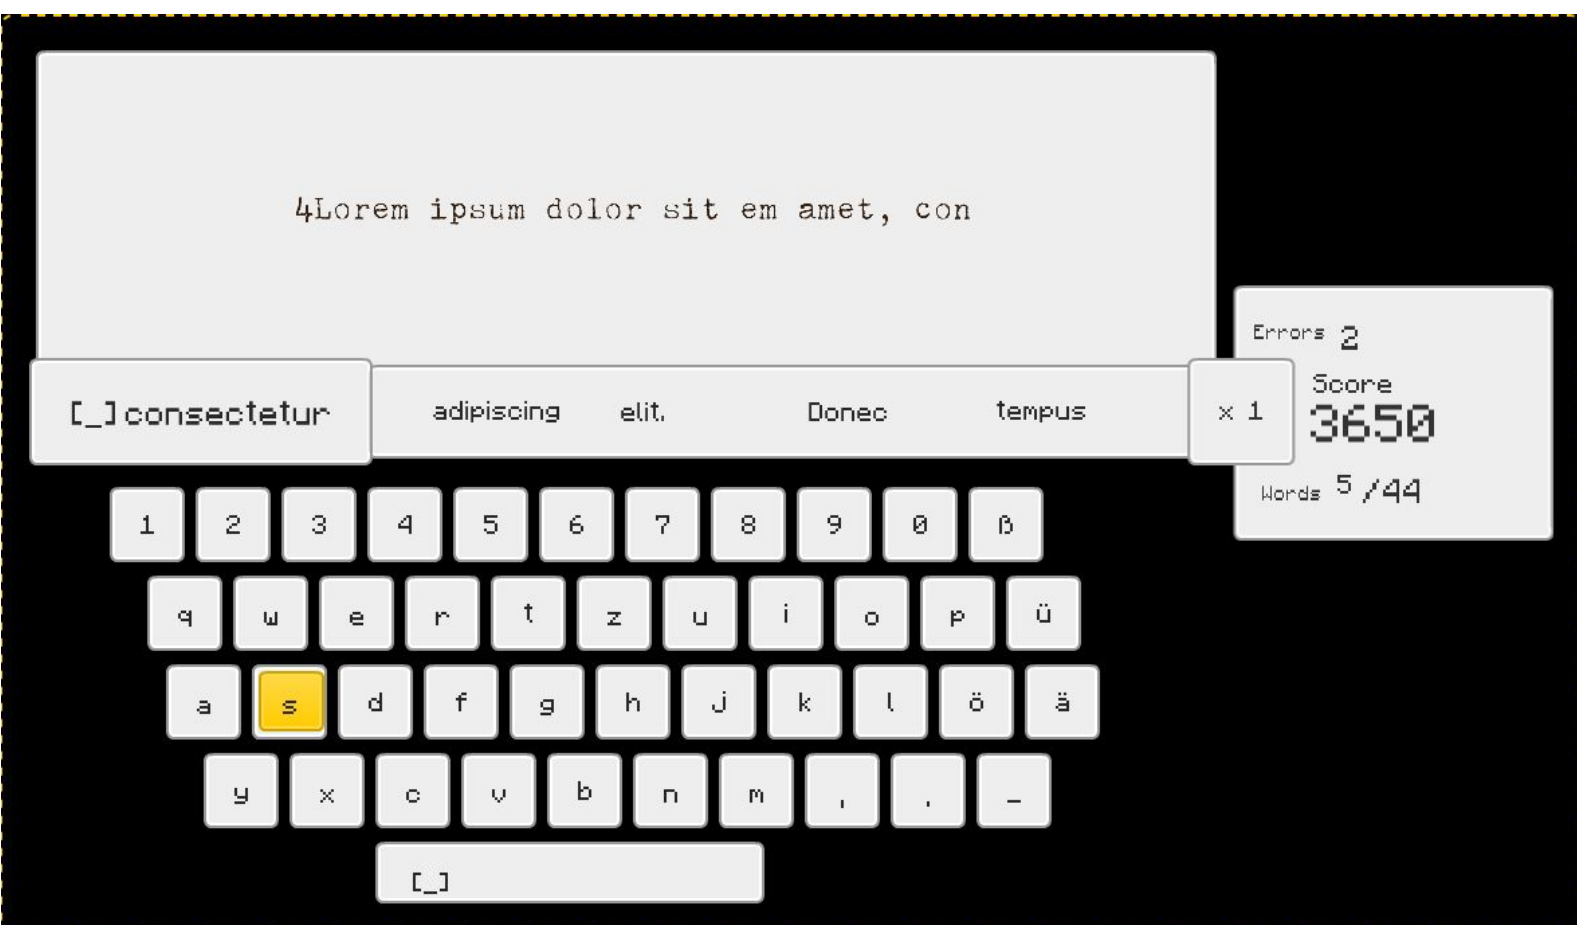 4Lorem ipsum dolor sit em amet, con
Errors 2
Score
3650
Words 5 /44
[_]consectetur adipiscing elit. Donec tempus x 1
1 2 3 4 5 6 7 8 9 0 ß
q w e r t z u i o p ü
a s d f g h j k l ö ä
y x c v b n m , . _
[_]